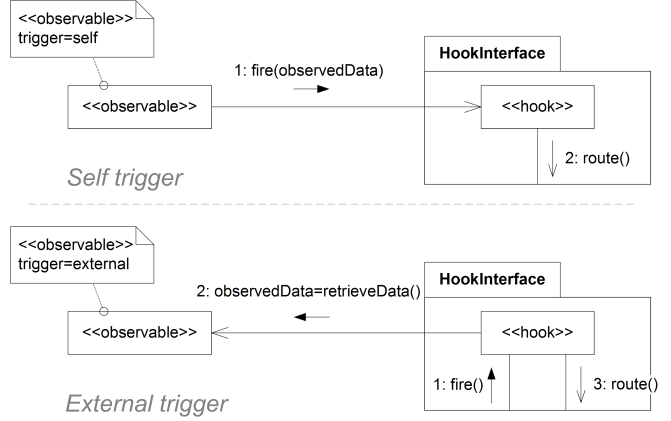 <<observable>>
trigger=self
1: fire(observedData)
HookInterface
<<observable>>
<<hook>>
2: route()
Self trigger
<<observable>>
trigger=external
HookInterface
2: observedData=retrieveData()
<<observable>>
<<hook>>
1: fire()
3: route()
External trigger